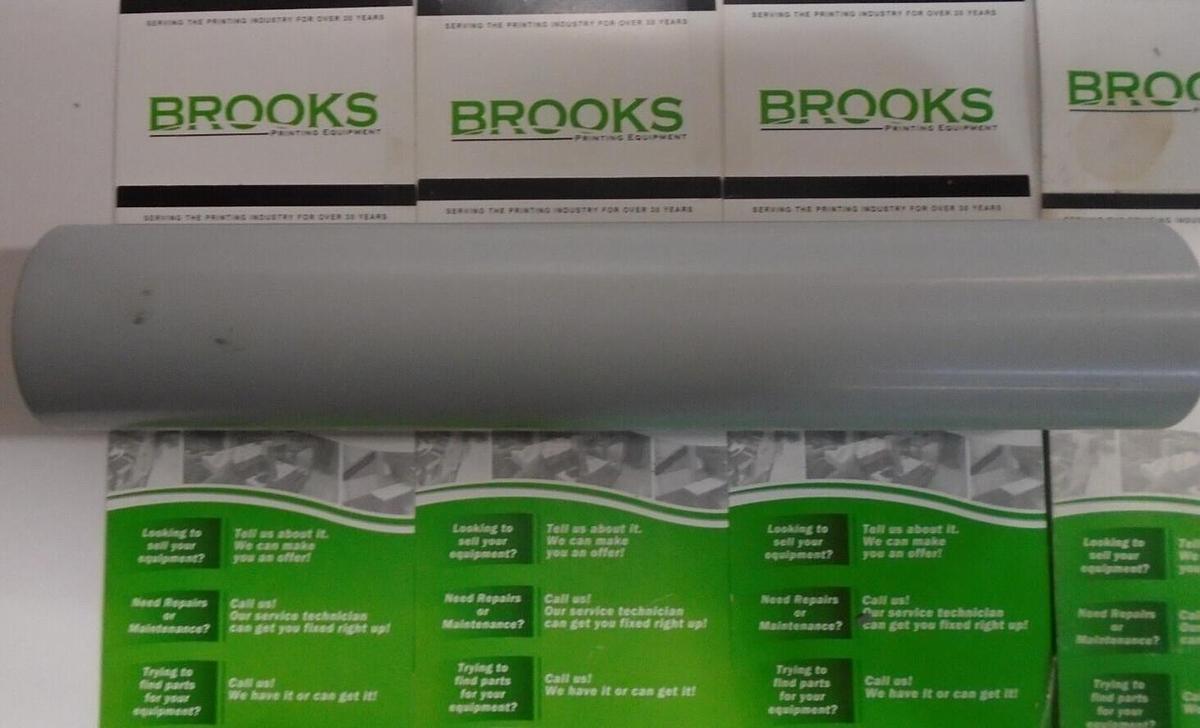 SERVING THE PRINTING INDUSTRY FOR OVER 30 YEARS
BROOKS
PRINTING EQUIPMENT
SERVING THE PRINTING INDUSTRY FOR OVER 30 YEARS
Looking to
sell your
equipment?
Tell us about it.
We can make
you an offer!
Need Repairs
or
Maintenance?
Call us!
Our service technician
can get you fixed right up!
Trying to
find parts
for your
equipment?
Call us!
We have it or can get it!
SERVING THE PRINTING INDUSTRY FOR OVER 30 YEARS
BROOKS
PRINTING EQUIPMENT
SERVING THE PRINTING INDUSTRY FOR OVER 30 YEARS
Looking to
sell your
equipment?
Tell us about it.
We can make
you an offer!
Need Repairs
or
Maintenance?
Call us!
Our service technician
can get you fixed right up!
Trying to
find parts
for your
equipment?
Call us!
We have it or can get it!
SERVING THE PRINTING INDUSTRY FOR OVER 30 YEARS
BROOKS
PRINTING EQUIPMENT
SERVING THE PRINTING INDUSTRY FOR OVER 30 YEARS
Looking to
sell your
equipment?
Tell us about it.
We can make
you an offer!
Need Repairs
or
Maintenance?
Call us!
Our service technician
can get you fixed right up!
Trying to
find parts
for your
equipment?
Call us!
We have it or can get it!
BROO
Looking to
sell your
equipment?
Need Repairs
or
Maintenance?
Trying to
find parts
for your
equipment?